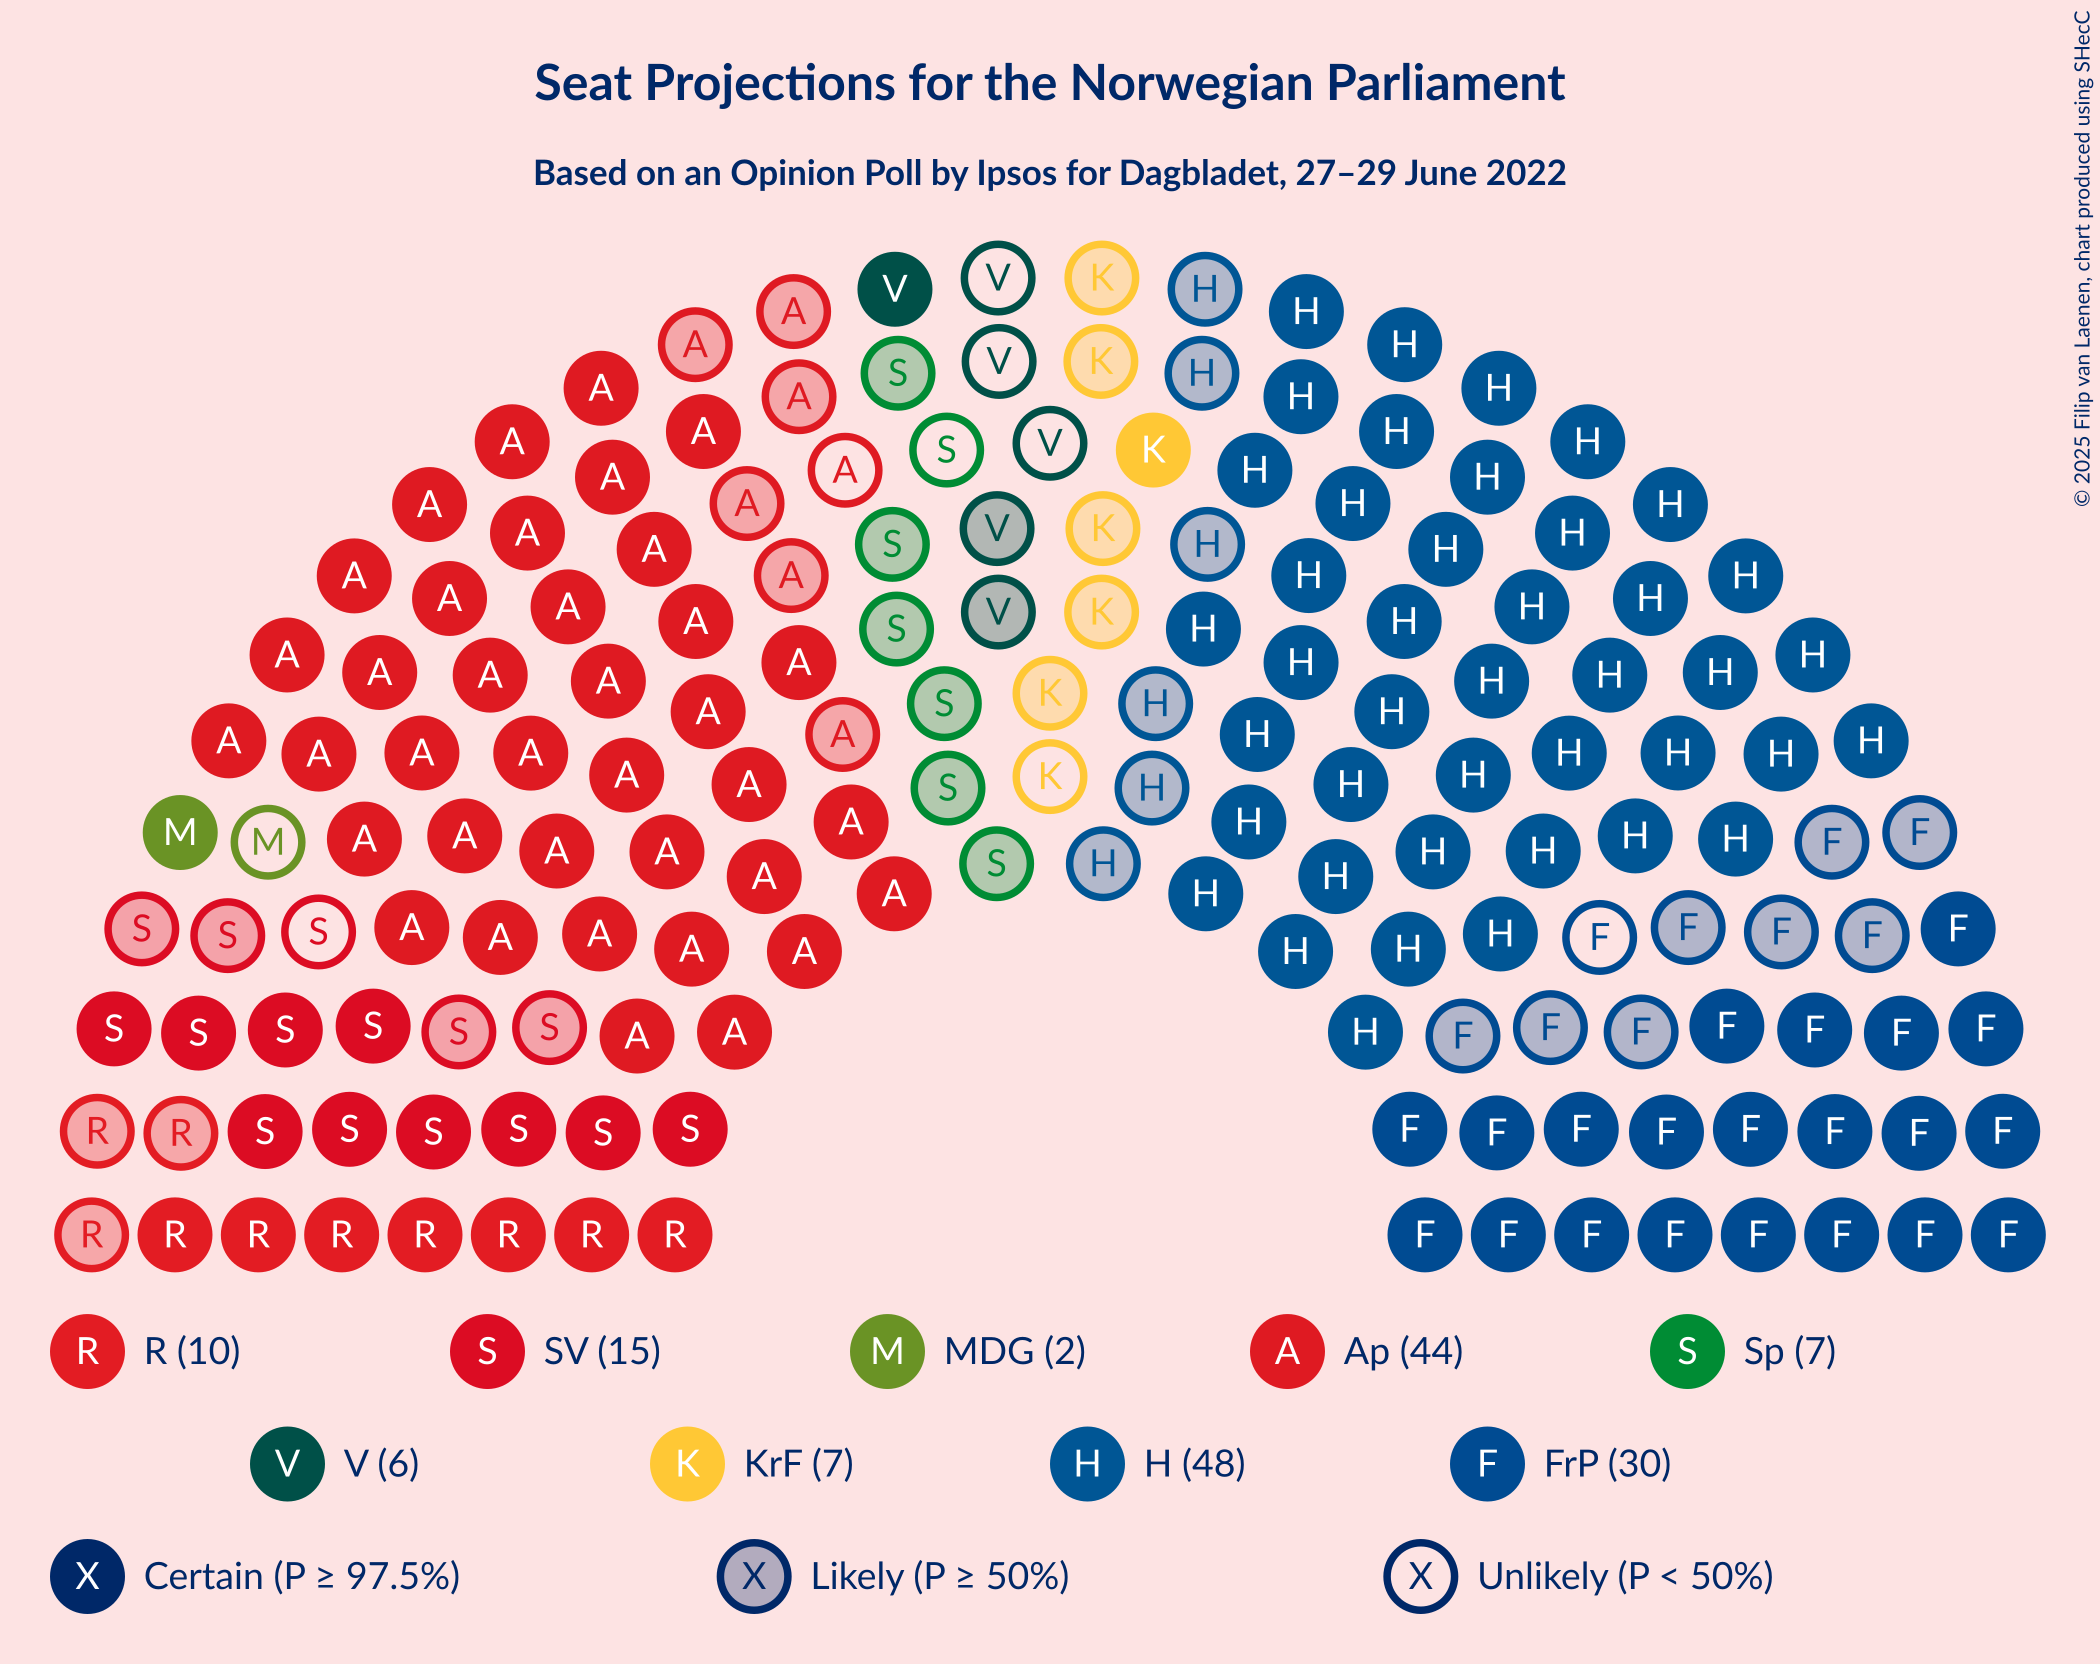 Seat Projections for the Norwegian Parliament
Based on an Opinion Poll by Ipsos for Dagbladet, 27–29 June 2022
© 2025 Filip van Laenen, chart produced using SHecC
V V K H
A A H H
A S V K H H
A A H H
A A S V K H H
A A A H H H
A A A S V K H H H
A A A A H H H H
A A A S V K H H H
A A A A H H H H
A A A A S K H H H H
A A A A A H H H H H
A A A A A S K H H H H H
M M A A A A A A S H H H H H H H F F
S S S A A A A A H H H F F F F F
S S S S S S A A H F F F F F F F
R R S S S S S S F F F F F F F F
R R R R R R R R F F F F F F F F
R R (10) S SV (15) M MDG (2) A Ap (44) S Sp (7)
V V (6) K KrF (7) H H (48) F FrP (30)
X Certain (P ≥ 97.5%) X Likely (P ≥ 50%) X Unlikely (P < 50%)